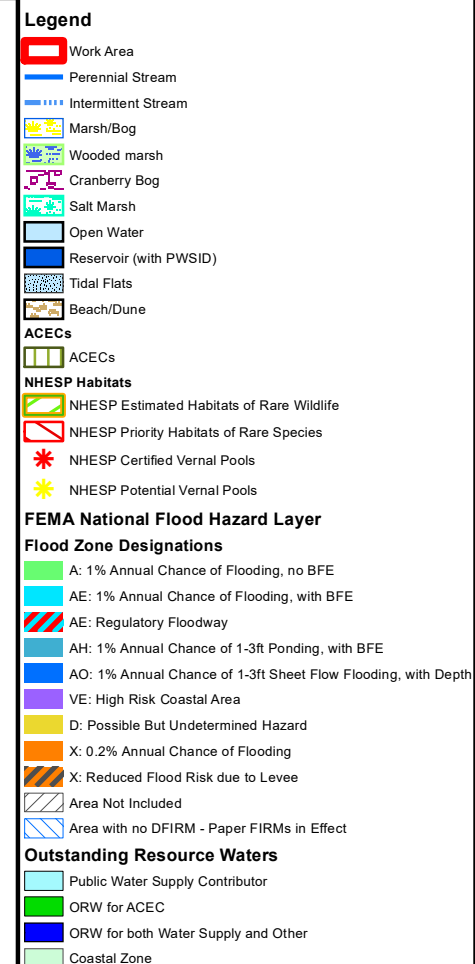 Legend
Work Area
Perennial Stream
Intermittent Stream
Marsh/Bog
Wooded marsh
Cranberry Bog
Salt Marsh
Open Water
Reservoir (with PWSID)
Tidal Flats
Beach/Dune
ACECs
ACECs
NHESP Habitats
NHESP Estimated Habitats of Rare Wildlife
NHESP Priority Habitats of Rare Species
NHESP Certified Vernal Pools
NHESP Potential Vernal Pools
FEMA National Flood Hazard Layer
Flood Zone Designations
A: 1% Annual Chance of Flooding, no BFE
AE: 1% Annual Chance of Flooding, with BFE
AE: Regulatory Floodway
AH: 1% Annual Chance of 1-3ft Ponding, with BFE
AO: 1% Annual Chance of 1-3ft Sheet Flow Flooding, with Depth
VE: High Risk Coastal Area
D: Possible But Undetermined Hazard
X: 0.2% Annual Chance of Flooding
X: Reduced Flood Risk due to Levee
Area Not Included
Area with no DFIRM - Paper FIRMs in Effect
Outstanding Resource Waters
Public Water Supply Contributor
ORW for ACEC
ORW for both Water Supply and Other
Coastal Zone